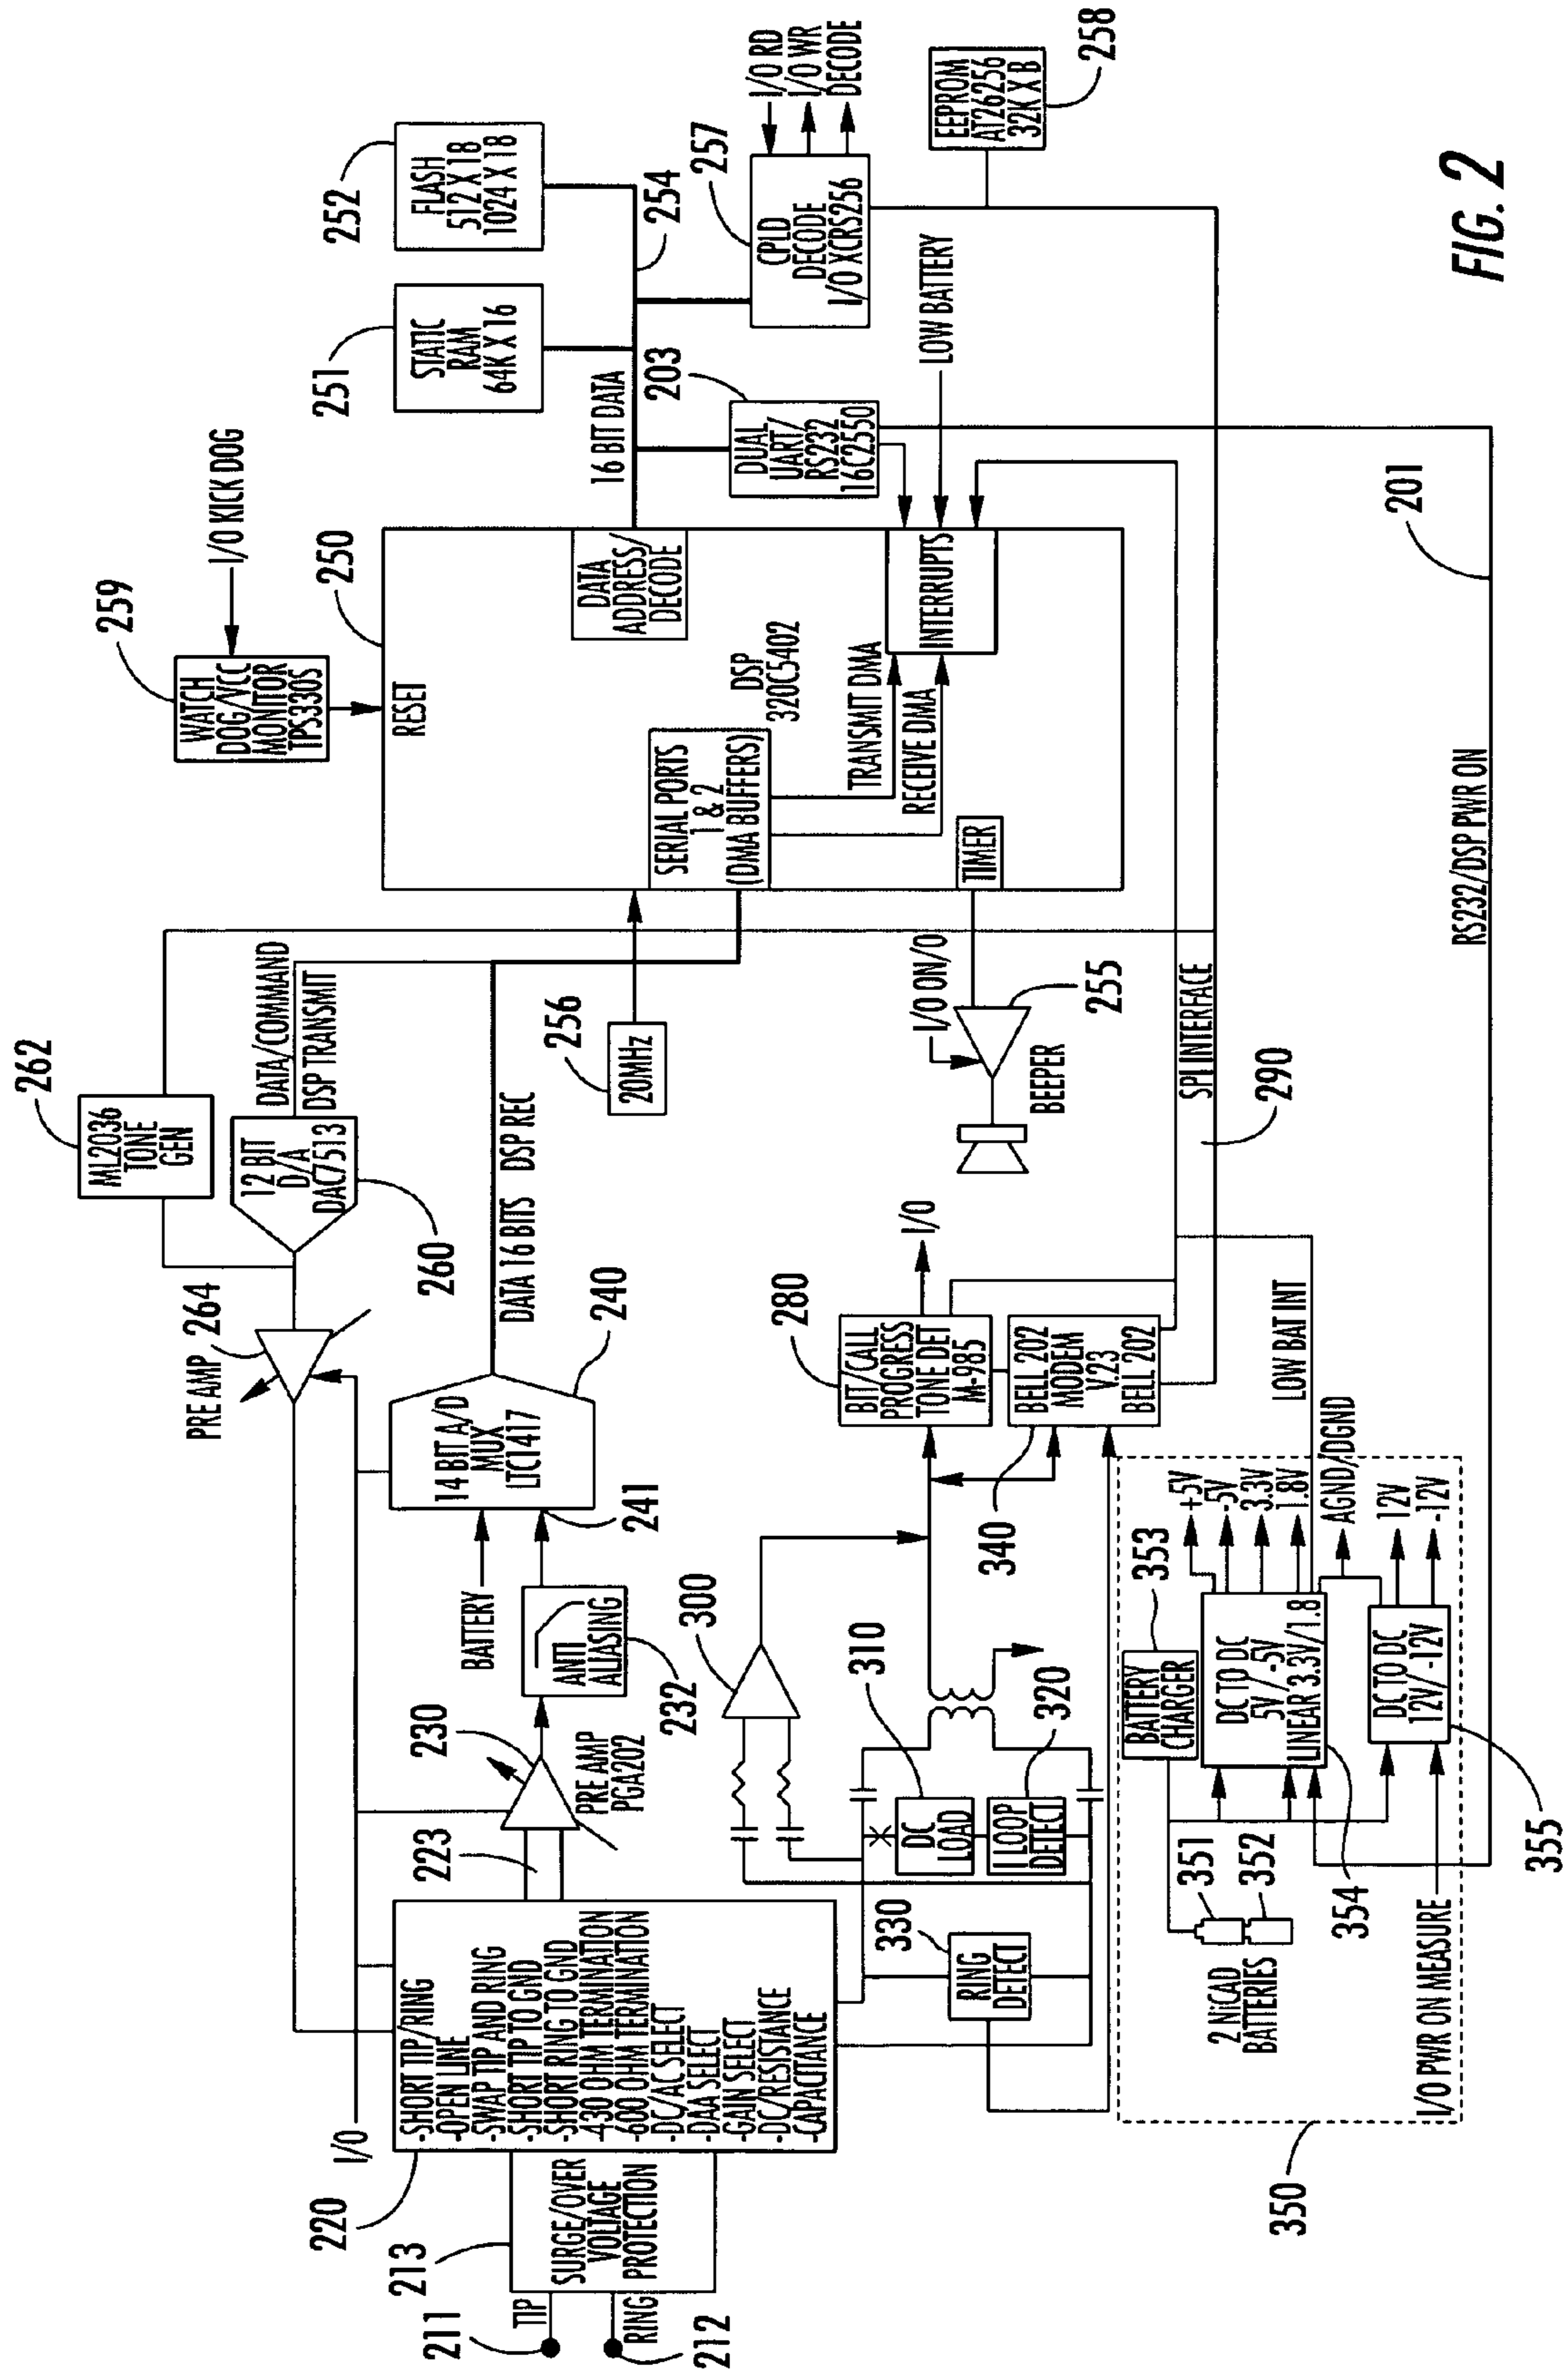 262
ML2036
TONE
GEN
259
WATCH
DOG/VCC
MONITOR
TPS330S
I/O KICK DOG
PRE AMP
264
12 BIT
D/A
DAC7513
260
DATA/COMMAND
DSP TRANSMIT
RESET
250
251
STATIC
RAM
64K X 16
252
FLASH
512 X 18
1024 X 18
I/O
220
-SHORT TIP/RING
-OPEN LINE
-SWAP TIP AND RING
-SHORT TIP TO GND
-SHORT RING TO GND
-430 OHM TERMINATION
-600 OHM TERMINATION
-DC/AC SELECT
-DAA SELECT
-GAIN SELECT
-DC/RESISTANCE
-CAPACITANCE
213
SURGE/OVER
VOLTAGE
PROTECTION
211
TIP
RING
212
223
230
PRE AMP
PGA202
BATTERY
ANTI
ALIASING
232
14 BIT A/D
MUX
LTC1417
240
241
DATA 16 BITS DSP REC
256
20MHz
SERIAL PORTS
1 & 2
(DMA BUFFERS)
DATA
ADDRESS/
DECODE
DSP
320C5402
16 BIT DATA
254
203
DUAL
UART/
RS232
16C2550
257
CPLD
DECODE
I/O XCRS256
I/O RD
I/O WR
DECODE
TRANSMIT DMA
RECEIVE DMA
INTERRUPTS
LOW BATTERY
EEPROM
AT26256
32K X B
258
TIMER
I/O ON/O
255
BEEPER
300
310
DC
LOAD
I LOOP
DETECT
320
330
RING
DETECT
280
BIT/CALL
PROGRESS
TONE DET
M-985
I/O
340
BELL 202
MODEM
V.23
BELL 202
SPI INTERFACE
290
LOW BAT INT
350
351
352
2 NiCAD
BATTERIES
353
BATTERY
CHARGER
DC TO DC
5V/-5V
LINEAR 3.3V/1.8
354
+5V
-5V
3.3V
1.8V
AGND/DGND
DC TO DC
12V/-12V
12V
-12V
355
I/O PWR ON MEASURE
RS232/DSP PWR ON
201
FIG. 2